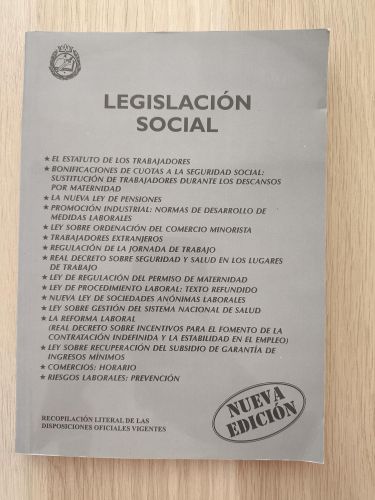 LEGISLACIÓN
SOCIAL
★ EL ESTATUTO DE LOS TRABAJADORES
★ BONIFICACIONES DE CUOTAS A LA SEGURIDAD SOCIAL:
SUSTITUCIÓN DE TRABAJADORES DURANTE LOS DESCANSOS
POR MATERNIDAD
★ LA NUEVA LEY DE PENSIONES
★ PROMOCIÓN INDUSTRIAL: NORMAS DE DESARROLLO DE
MEDIDAS LABORALES
★ LEY SOBRE ORDENACIÓN DEL COMERCIO MINORISTA
★ TRABAJADORES EXTRANJEROS
★ REGULACIÓN DE LA JORNADA DE TRABAJO
★ REAL DECRETO SOBRE SEGURIDAD Y SALUD EN LOS LUGARES
DE TRABAJO
★ LEY DE REGULACIÓN DEL PERMISO DE MATERNIDAD
★ LEY DE PROCEDIMIENTO LABORAL: TEXTO REFUNDIDO
★ NUEVA LEY DE SOCIEDADES ANÓNIMAS LABORALES
★ LEY SOBRE GESTIÓN DEL SISTEMA NACIONAL DE SALUD
★ LA REFORMA LABORAL
(REAL DECRETO SOBRE INCENTIVOS PARA EL FOMENTO DE LA
CONTRATACIÓN INDEFINIDA Y LA ESTABILIDAD EN EL EMPLEO)
★ LEY SOBRE RECUPERACIÓN DEL SUBSIDIO DE GARANTÍA DE
INGRESOS MÍNIMOS
★ COMERCIOS: HORARIO
★ RIESGOS LABORALES: PREVENCIÓN
NUEVA
EDICIÓN
RECOPILACIÓN LITERAL DE LAS
DISPOSICIONES OFICIALES VIGENTES